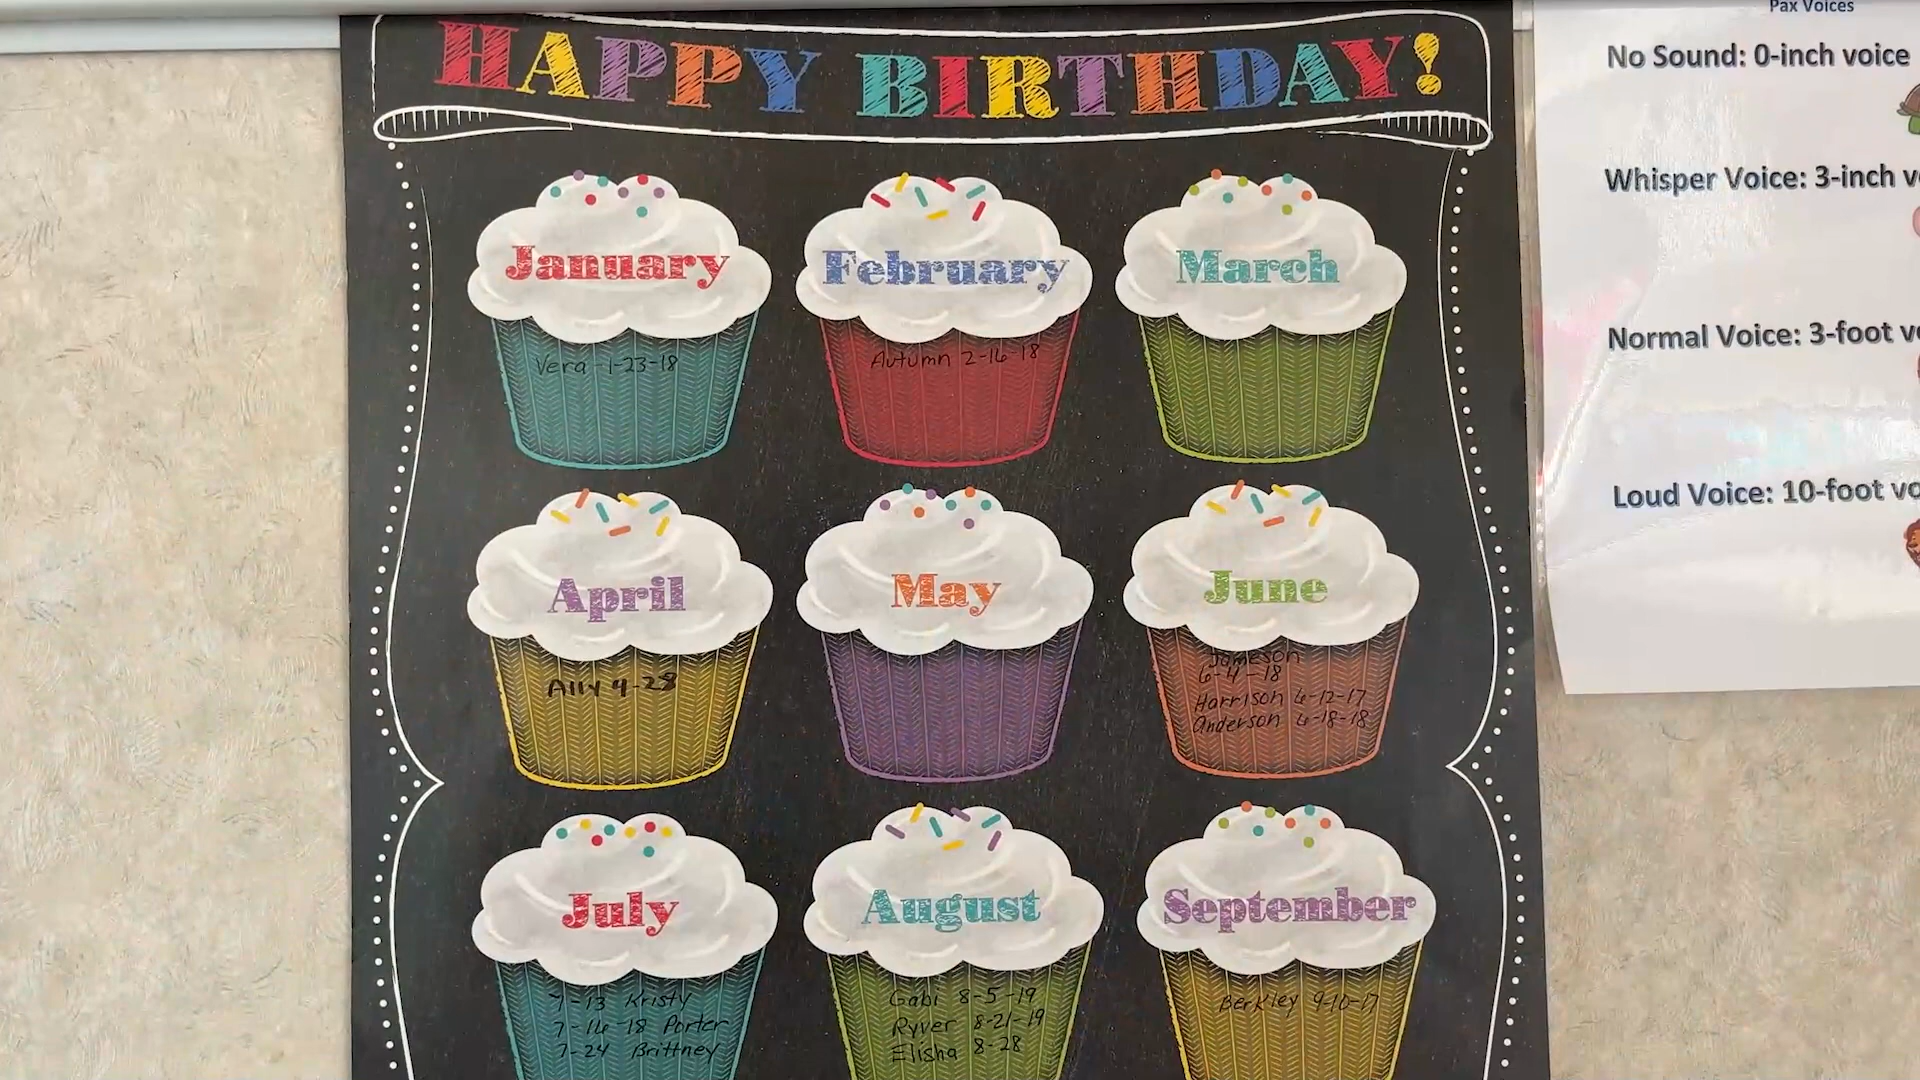 HAPPY BIRTHDAY!
January
Vera 1-23-18
February
Autumn 2-16-18
March
April
Ally 4-28
May
June
Jameson
6-4-18
Harrison 6-12-17
Anderson 6-18-18
July
7-13 Kristy
7-16-18 Porter
7-24 Brittney
August
Gabi 8-5-19
Ryver 8-21-19
Elisha 8-28
September
Berkley 9-10-17
Pax Voices
No Sound: 0-inch voice
Whisper Voice: 3-inch v
Normal Voice: 3-foot vo
Loud Voice: 10-foot vo